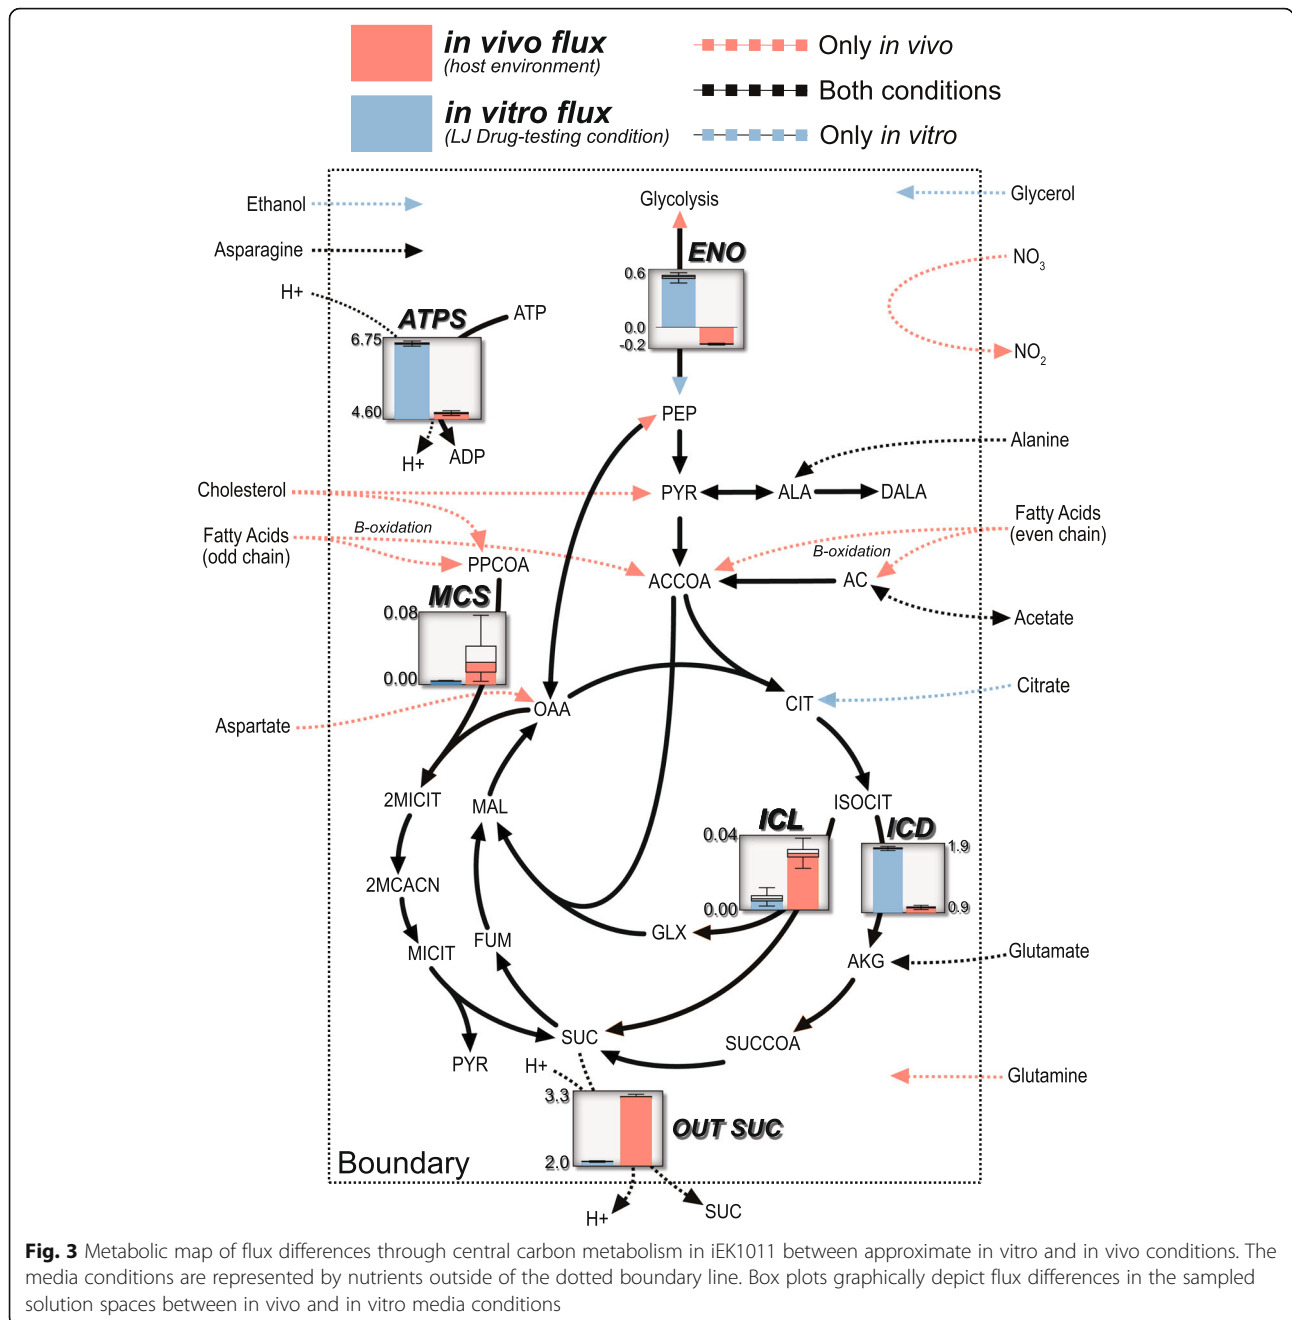 in vivo flux
(host environment)
in vitro flux
(LJ Drug-testing condition)
Only in vivo
Both conditions
Only in vitro
Ethanol
Glycolysis
Glycerol
Asparagine
ENO
NO3
H+
0.6
0.0
-0.2
ATPS
ATP
6.75
4.60
NO2
PEP
H+
ADP
Alanine
Cholesterol
PYR
ALA
DALA
Fatty Acids
(odd chain)
B-oxidation
Fatty Acids
(even chain)
B-oxidation
PPCOA
ACCOA
AC
MCS
0.08
0.00
Acetate
Citrate
Aspartate
OAA
CIT
2MICIT
MAL
ISOCIT
ICL
0.04
0.00
ICD
1.9
0.9
2MCACN
MICIT
FUM
GLX
AKG
Glutamate
SUC
SUCCOA
PYR
H+
Glutamine
3.3
2.0
OUT SUC
Boundary
H+
SUC
Fig. 3 Metabolic map of flux differences through central carbon metabolism in iEK1011 between approximate in vitro and in vivo conditions. The
media conditions are represented by nutrients outside of the dotted boundary line. Box plots graphically depict flux differences in the sampled
solution spaces between in vivo and in vitro media conditions